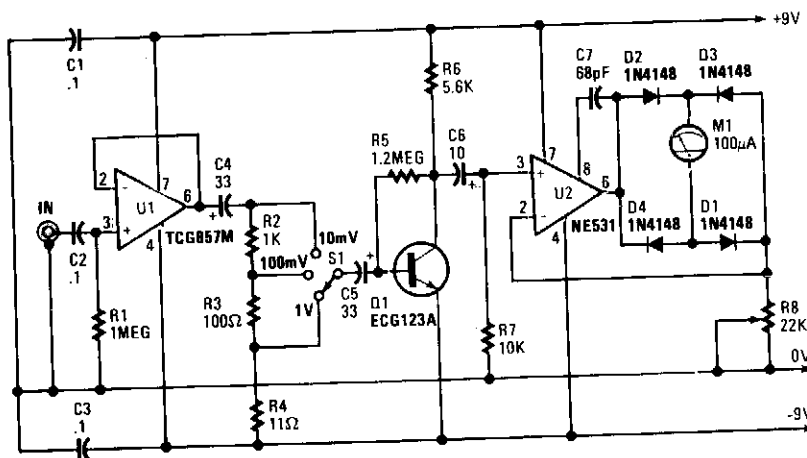 +9V
C1
.1
R6
5.6K
C7
68pF
D2
1N4148
D3
1N4148
M1
100µA
R5
1.2MEG
C6
10
+
7
8
3
+
U2
6
2
-
4
NE531
D4
1N4148
D1
1N4148
2
-
7
U1
6
3
+
4
TCG857M
C4
33
+
IN
C2
.1
R1
1MEG
R2
1K
10mV
100mV
S1
1V
R3
100Ω
C5
33
+
Q1
ECG123A
R7
10K
R8
22K
0V
C3
.1
R4
11Ω
-9V